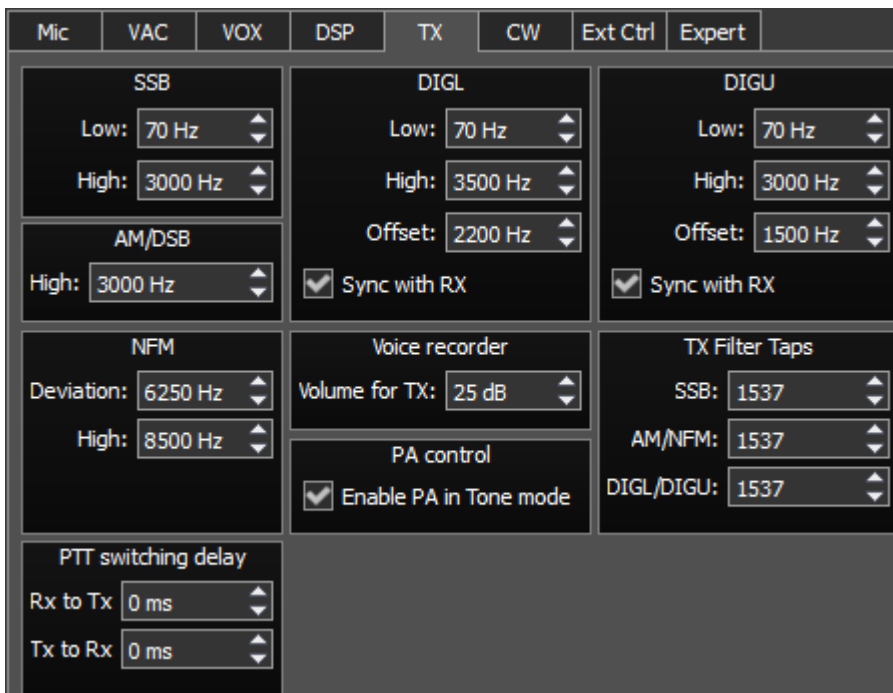 Mic VAC VOX DSP TX CW Ext Ctrl Expert
SSB
Low: 70 Hz
High: 3000 Hz
AM/DSB
High: 3000 Hz
NFM
Deviation: 6250 Hz
High: 8500 Hz
PTT switching delay
Rx to Tx 0 ms
Tx to Rx 0 ms
DIGL
Low: 70 Hz
High: 3500 Hz
Offset: 2200 Hz
Sync with RX
Voice recorder
Volume for TX: 25 dB
PA control
Enable PA in Tone mode
DIGU
Low: 70 Hz
High: 3000 Hz
Offset: 1500 Hz
Sync with RX
TX Filter Taps
SSB: 1537
AM/NFM: 1537
DIGL/DIGU: 1537